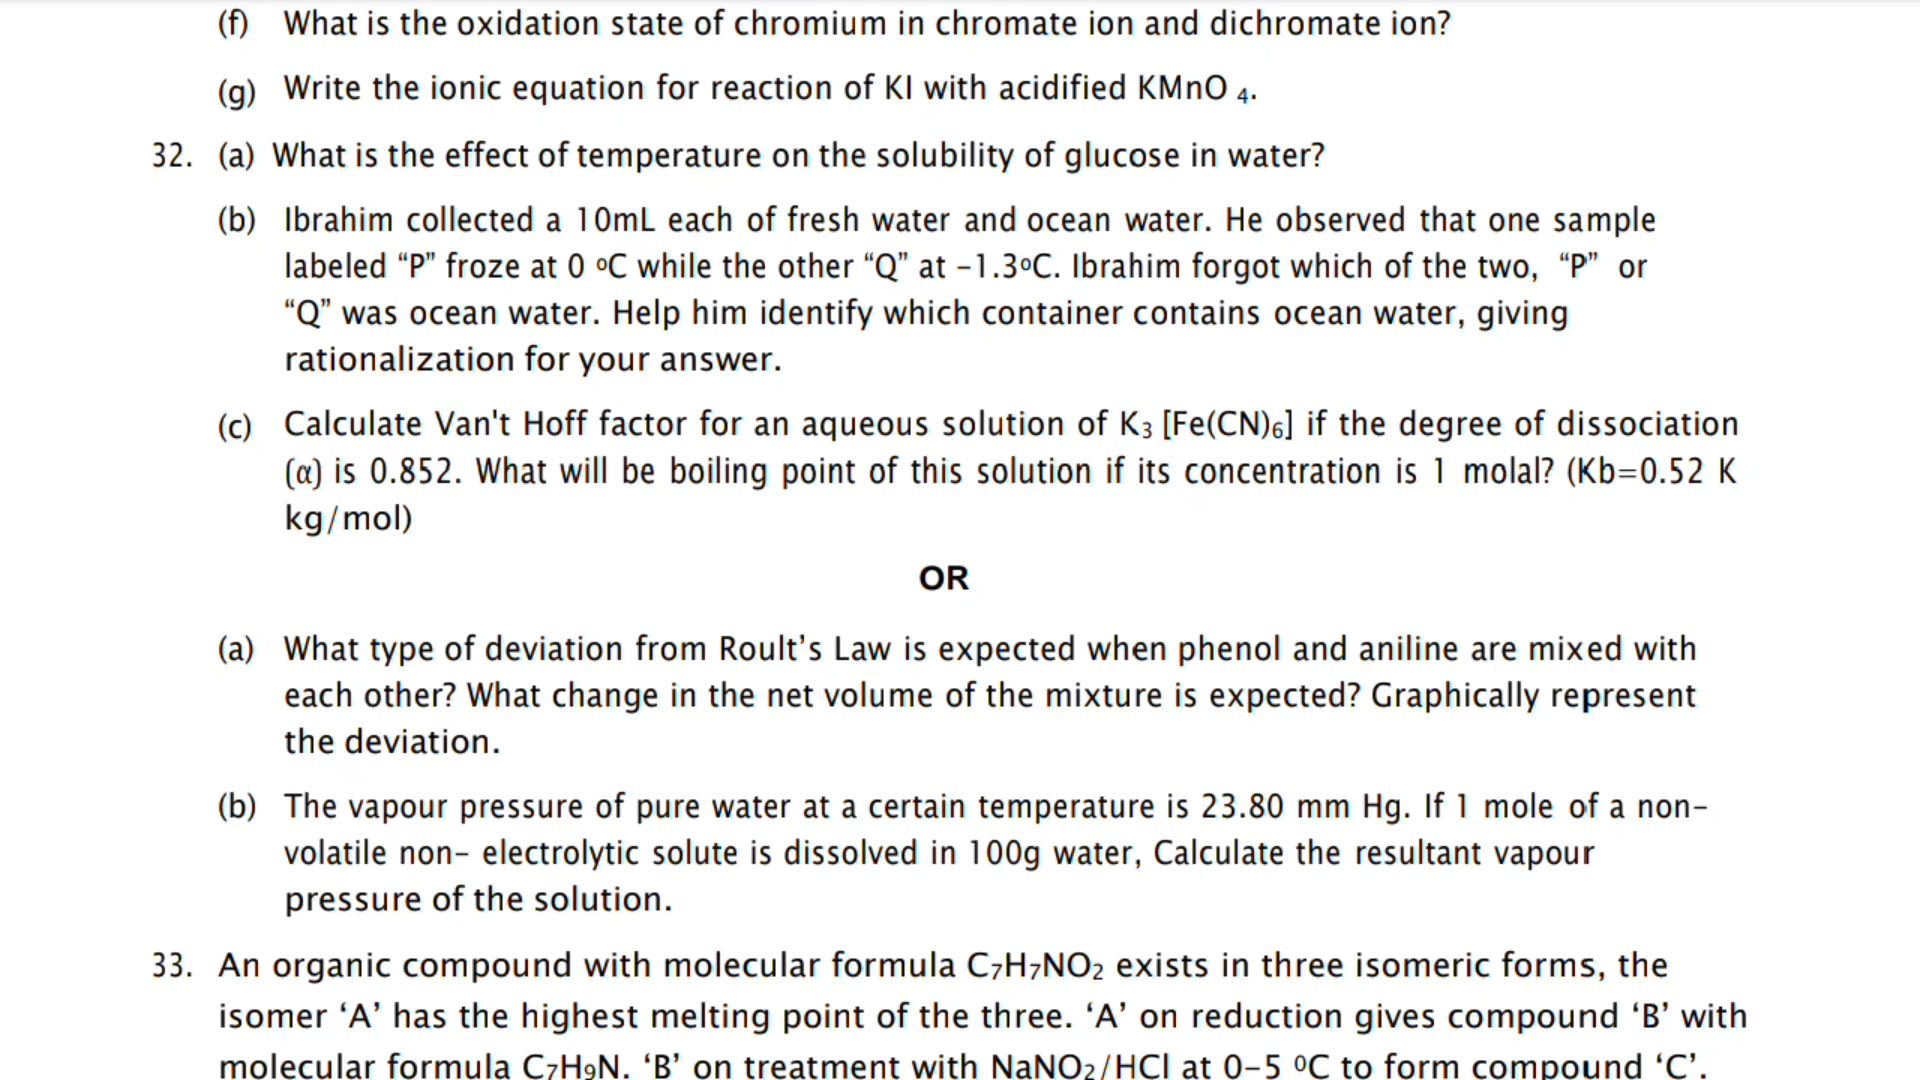 (f) What is the oxidation state of chromium in chromate ion and dichromate ion?
(g) Write the ionic equation for reaction of KI with acidified KMnO 4.
32. (a) What is the effect of temperature on the solubility of glucose in water?
(b) Ibrahim collected a 10mL each of fresh water and ocean water. He observed that one sample
labeled “P” froze at 0 ºC while the other “Q” at −1.3ºC. Ibrahim forgot which of the two, “P” or
“Q” was ocean water. Help him identify which container contains ocean water, giving
rationalization for your answer.
(c) Calculate Van't Hoff factor for an aqueous solution of K₃ [Fe(CN)₆] if the degree of dissociation
(α) is 0.852. What will be boiling point of this solution if its concentration is 1 molal? (Kb=0.52 K
kg/mol)
OR
(a) What type of deviation from Roult’s Law is expected when phenol and aniline are mixed with
each other? What change in the net volume of the mixture is expected? Graphically represent
the deviation.
(b) The vapour pressure of pure water at a certain temperature is 23.80 mm Hg. If 1 mole of a non-
volatile non- electrolytic solute is dissolved in 100g water, Calculate the resultant vapour
pressure of the solution.
33. An organic compound with molecular formula C₇H₇NO₂ exists in three isomeric forms, the
isomer ‘A’ has the highest melting point of the three. ‘A’ on reduction gives compound ‘B’ with
molecular formula C₇H₉N. ‘B’ on treatment with NaNO₂/HCl at 0-5 ⁰C to form compound ‘C’.